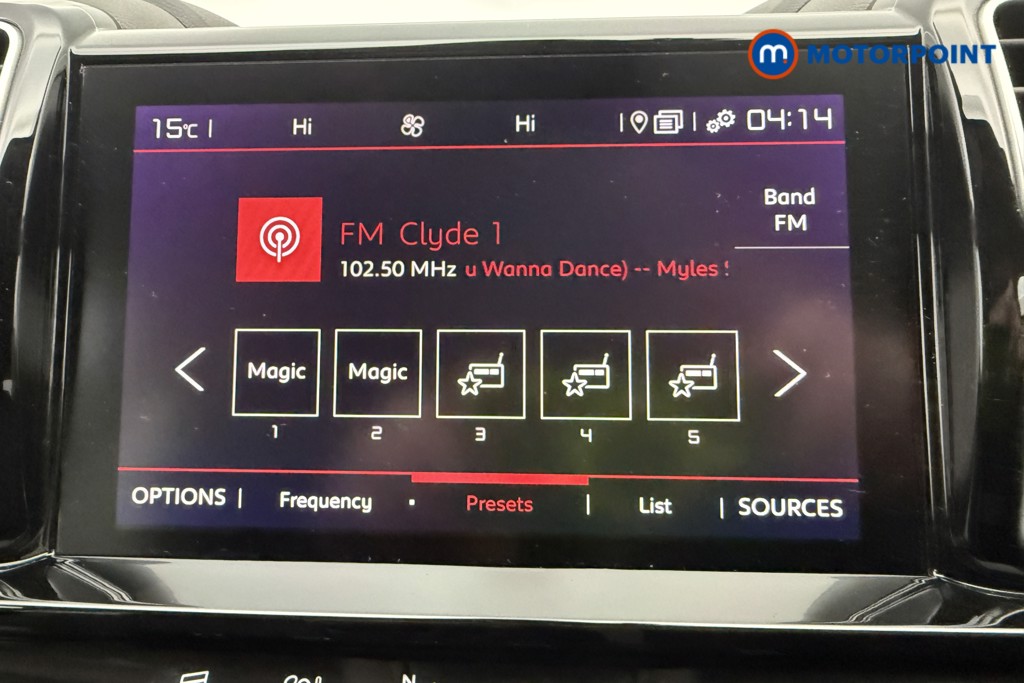 MOTORPOINT
15°C
Hi
Hi
04:14
Band
FM
FM Clyde 1
102.50 MHz u Wanna Dance) -- Myles
Magic
Magic
1
2
3
4
5
OPTIONS
Frequency
Presets
List
SOURCES